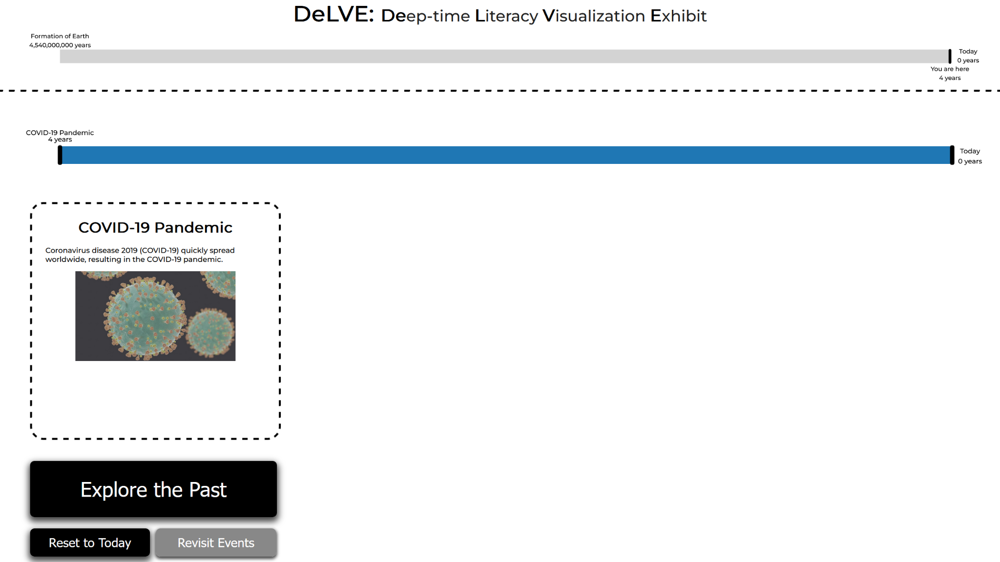 DeLVE: Deep-time Literacy Visualization Exhibit
Formation of Earth
4,540,000,000 years
Today
0 years
You are here
4 years
COVID-19 Pandemic
4 years
Today
0 years
COVID-19 Pandemic
Coronavirus disease 2019 (COVID-19) quickly spread
worldwide, resulting in the COVID-19 pandemic.
Explore the Past
Reset to Today
Revisit Events